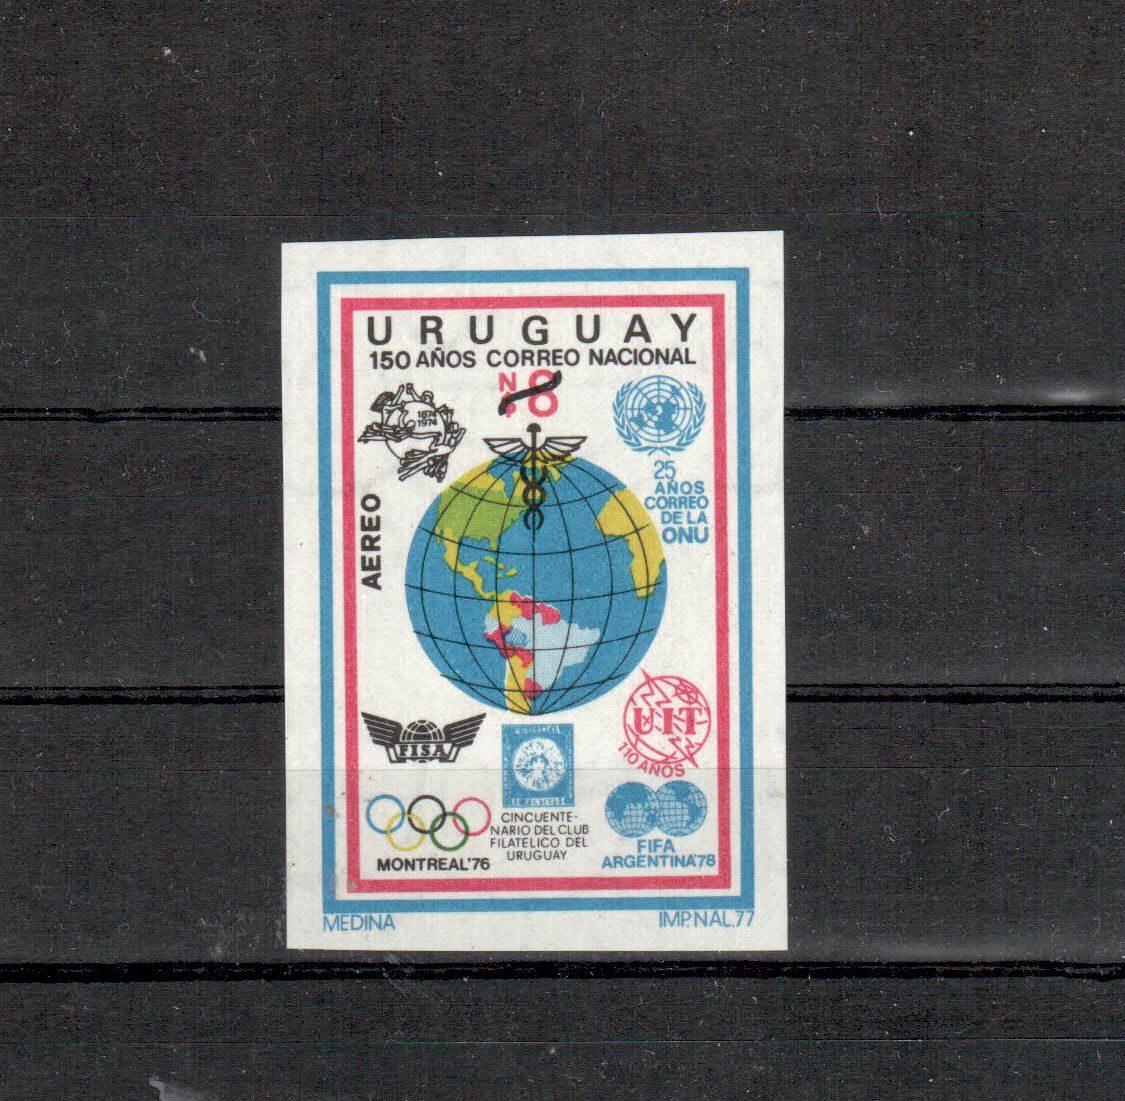 URUGUAY
150 AÑOS CORREO NACIONAL
N
P 8
1874
1974
25
AÑOS
CORREO
DE LA
ONU
AEREO
FISA
UIT
110 AÑOS
CINCUENTE-
NARIO DEL CLUB
FILATELICO DEL
URUGUAY
MONTREAL'76
FIFA
ARGENTINA'78
MEDINA
IMP.NAL.77